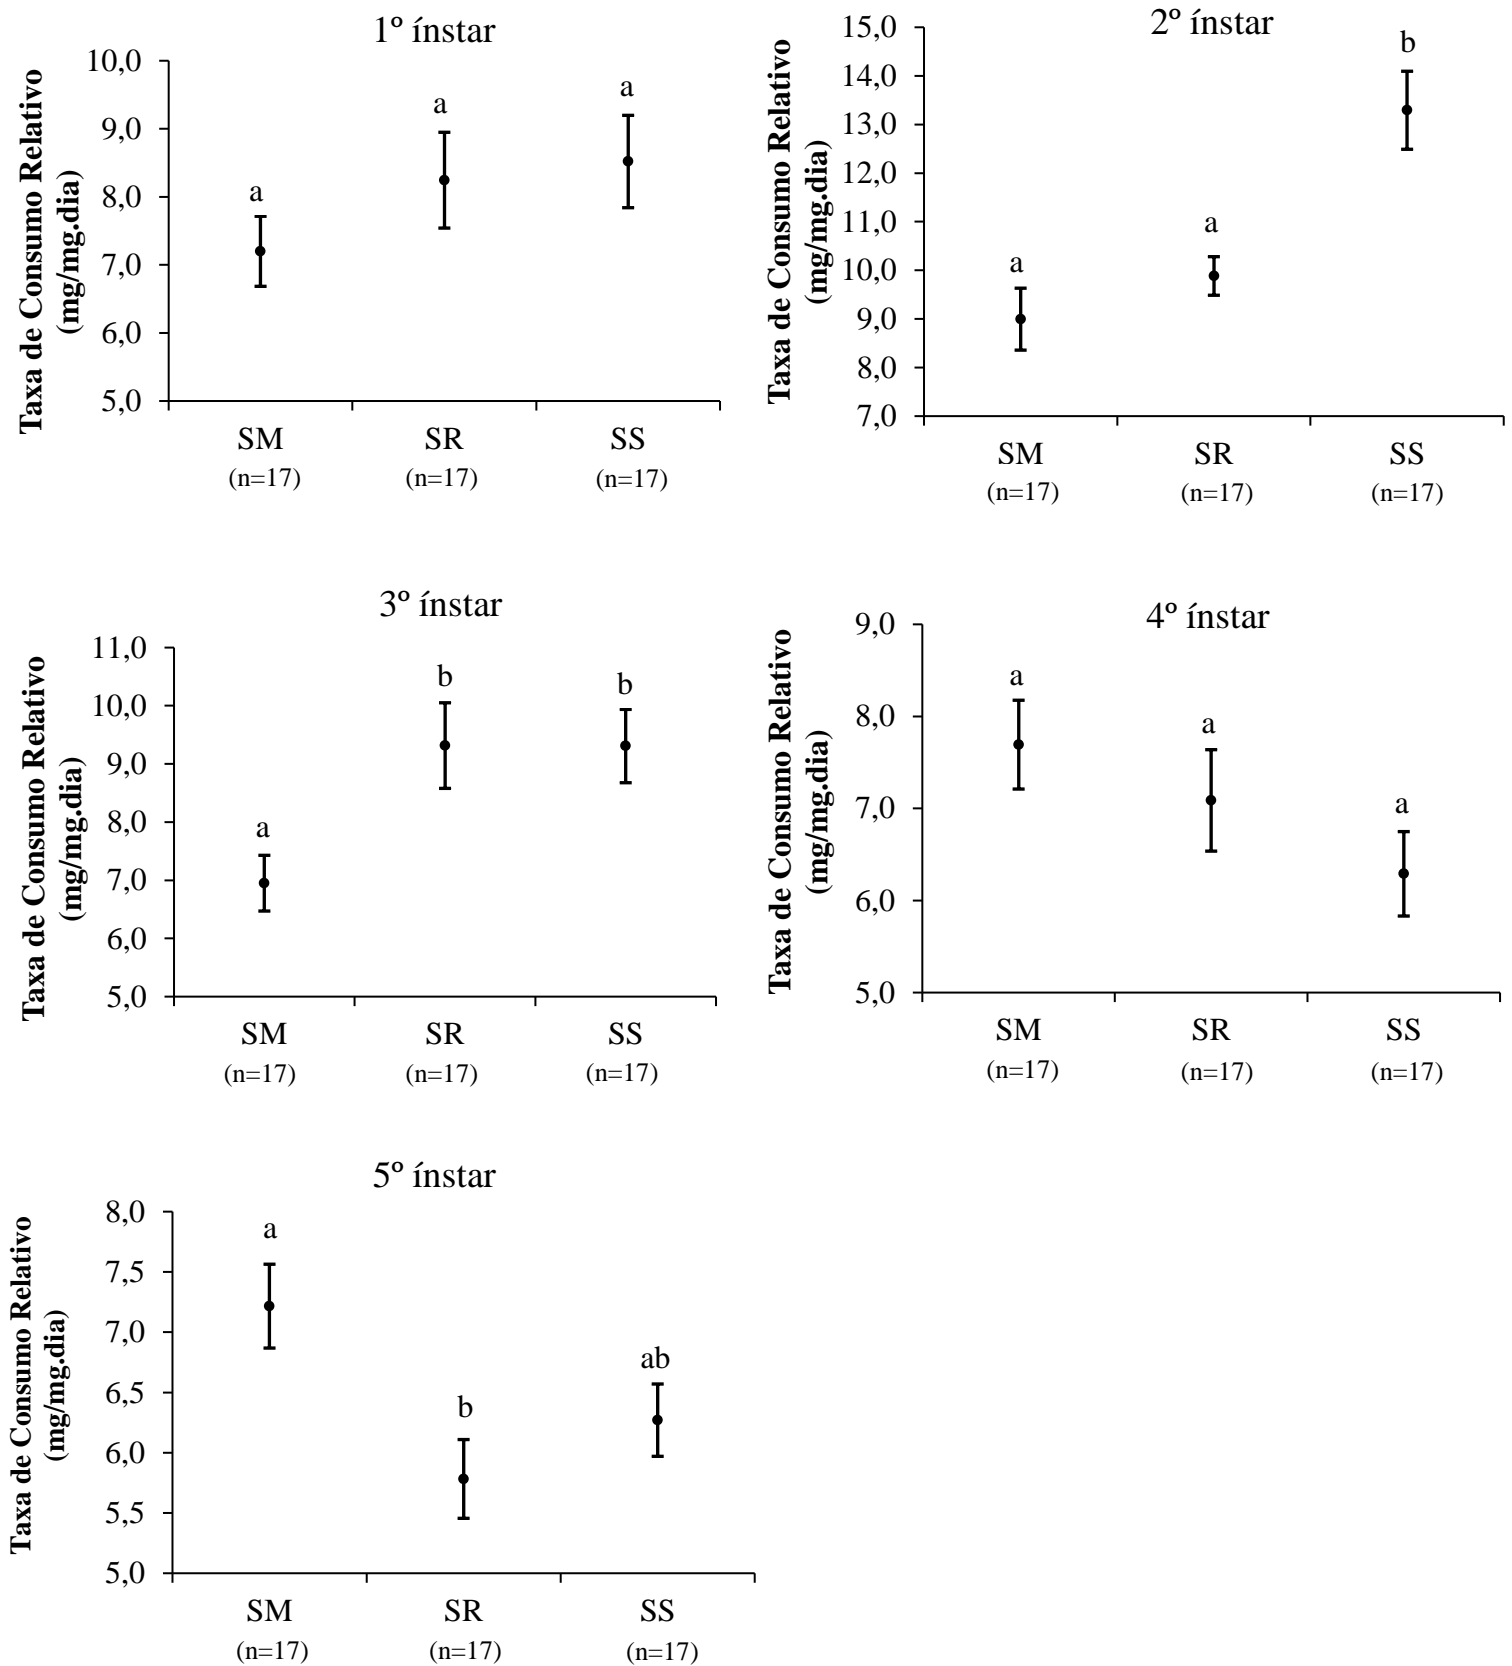 1º ínstar
Taxa de Consumo Relativo
(mg/mg.dia)
10,0
9,0
8,0
7,0
6,0
5,0
a
a
a
SM
SR
SS
(n=17)
(n=17)
(n=17)
2º ínstar
Taxa de Consumo Relativo
(mg/mg.dia)
15,0
14,0
13,0
12,0
11,0
10,0
9,0
8,0
7,0
a
a
b
SM
SR
SS
(n=17)
(n=17)
(n=17)
3º ínstar
Taxa de Consumo Relativo
(mg/mg.dia)
11,0
10,0
9,0
8,0
7,0
6,0
5,0
a
b
b
SM
SR
SS
(n=17)
(n=17)
(n=17)
4º ínstar
Taxa de Consumo Relativo
(mg/mg.dia)
9,0
8,0
7,0
6,0
5,0
a
a
a
SM
SR
SS
(n=17)
(n=17)
(n=17)
5º ínstar
Taxa de Consumo Relativo
(mg/mg.dia)
8,0
7,5
7,0
6,5
6,0
5,5
5,0
a
b
ab
SM
SR
SS
(n=17)
(n=17)
(n=17)